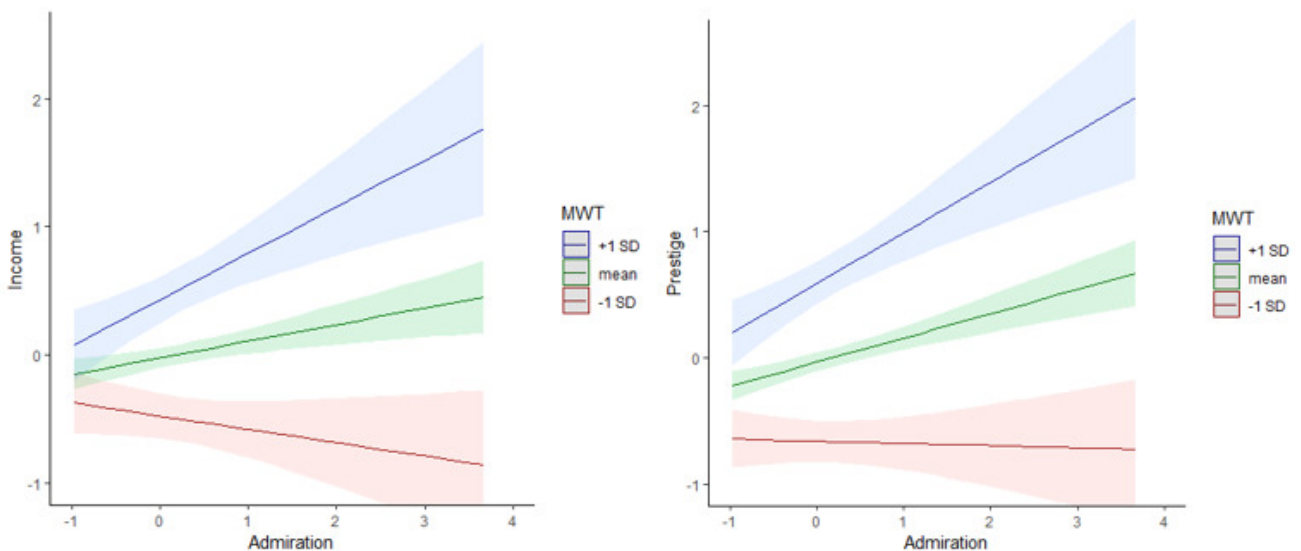 Income
2
1
0
-1
-1 0 1 2 3 4
Admiration
MWT
+1 SD
mean
-1 SD
Prestige
2
1
0
-1
-1 0 1 2 3 4
Admiration
MWT
+1 SD
mean
-1 SD